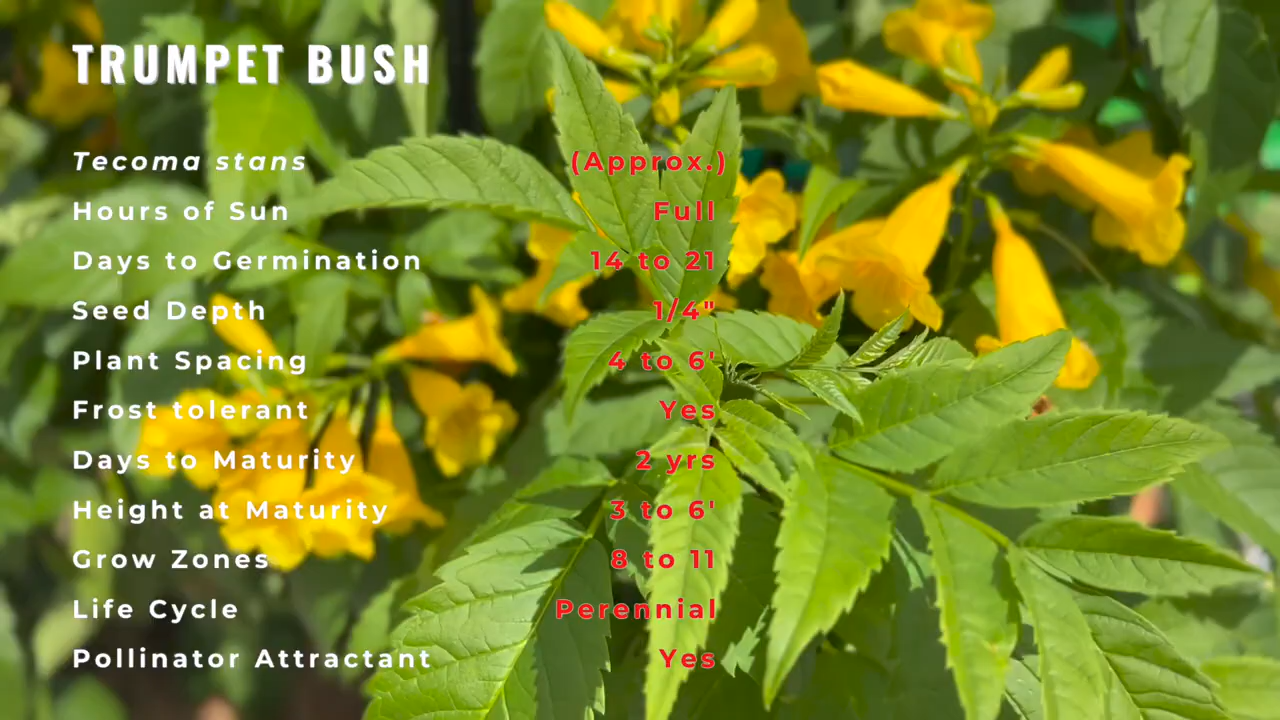 TRUMPET BUSH
Tecoma stans (Approx.)
Hours of Sun Full
Days to Germination 14 to 21
Seed Depth 1/4"
Plant Spacing 4 to 6'
Frost tolerant Yes
Days to Maturity 2 yrs
Height at Maturity 3 to 6'
Grow Zones 8 to 11
Life Cycle Perennial
Pollinator Attractant Yes